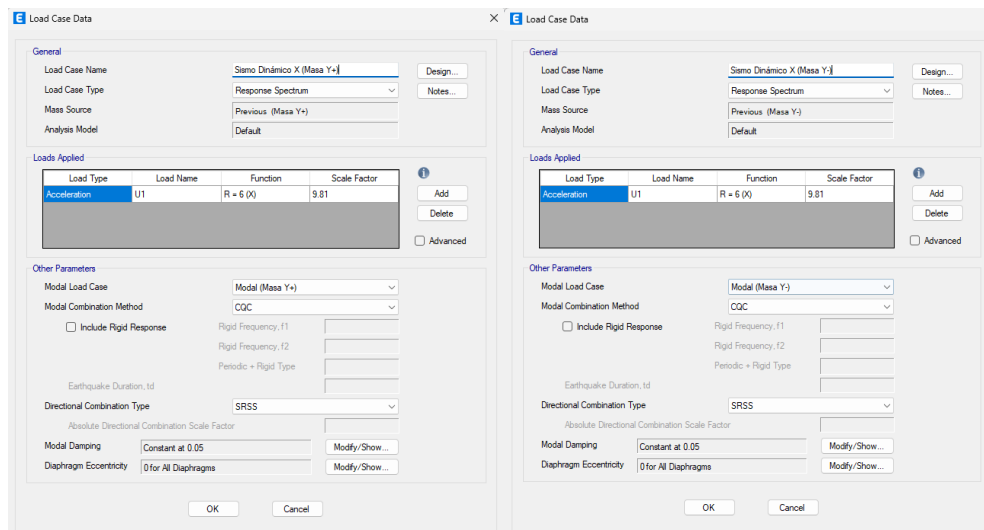 E Load Case Data
General
Load Case Name Sismo Dinámico X (Masa Y+) Design...
Load Case Type Response Spectrum Notes...
Mass Source Previous (Masa Y+)
Analysis Model Default
Loads Applied
Load Type Load Name Function Scale Factor
Acceleration U1 R = 6 (X) 9.81 Add
Delete
Advanced
Other Parameters
Modal Load Case Modal (Masa Y+)
Modal Combination Method CQC
Include Rigid Response Rigid Frequency, f1
Rigid Frequency, f2
Periodic + Rigid Type
Earthquake Duration, td
Directional Combination Type SRSS
Absolute Directional Combination Scale Factor
Modal Damping Constant at 0.05 Modify/Show...
Diaphragm Eccentricity 0 for All Diaphragms Modify/Show...
OK Cancel
E Load Case Data
General
Load Case Name Sismo Dinámico X (Masa Y-) Design...
Load Case Type Response Spectrum Notes...
Mass Source Previous (Masa Y-)
Analysis Model Default
Loads Applied
Load Type Load Name Function Scale Factor
Acceleration U1 R = 6 (X) 9.81 Add
Delete
Advanced
Other Parameters
Modal Load Case Modal (Masa Y-)
Modal Combination Method CQC
Include Rigid Response Rigid Frequency, f1
Rigid Frequency, f2
Periodic + Rigid Type
Earthquake Duration, td
Directional Combination Type SRSS
Absolute Directional Combination Scale Factor
Modal Damping Constant at 0.05 Modify/Show...
Diaphragm Eccentricity 0 for All Diaphragms Modify/Show...
OK Cancel